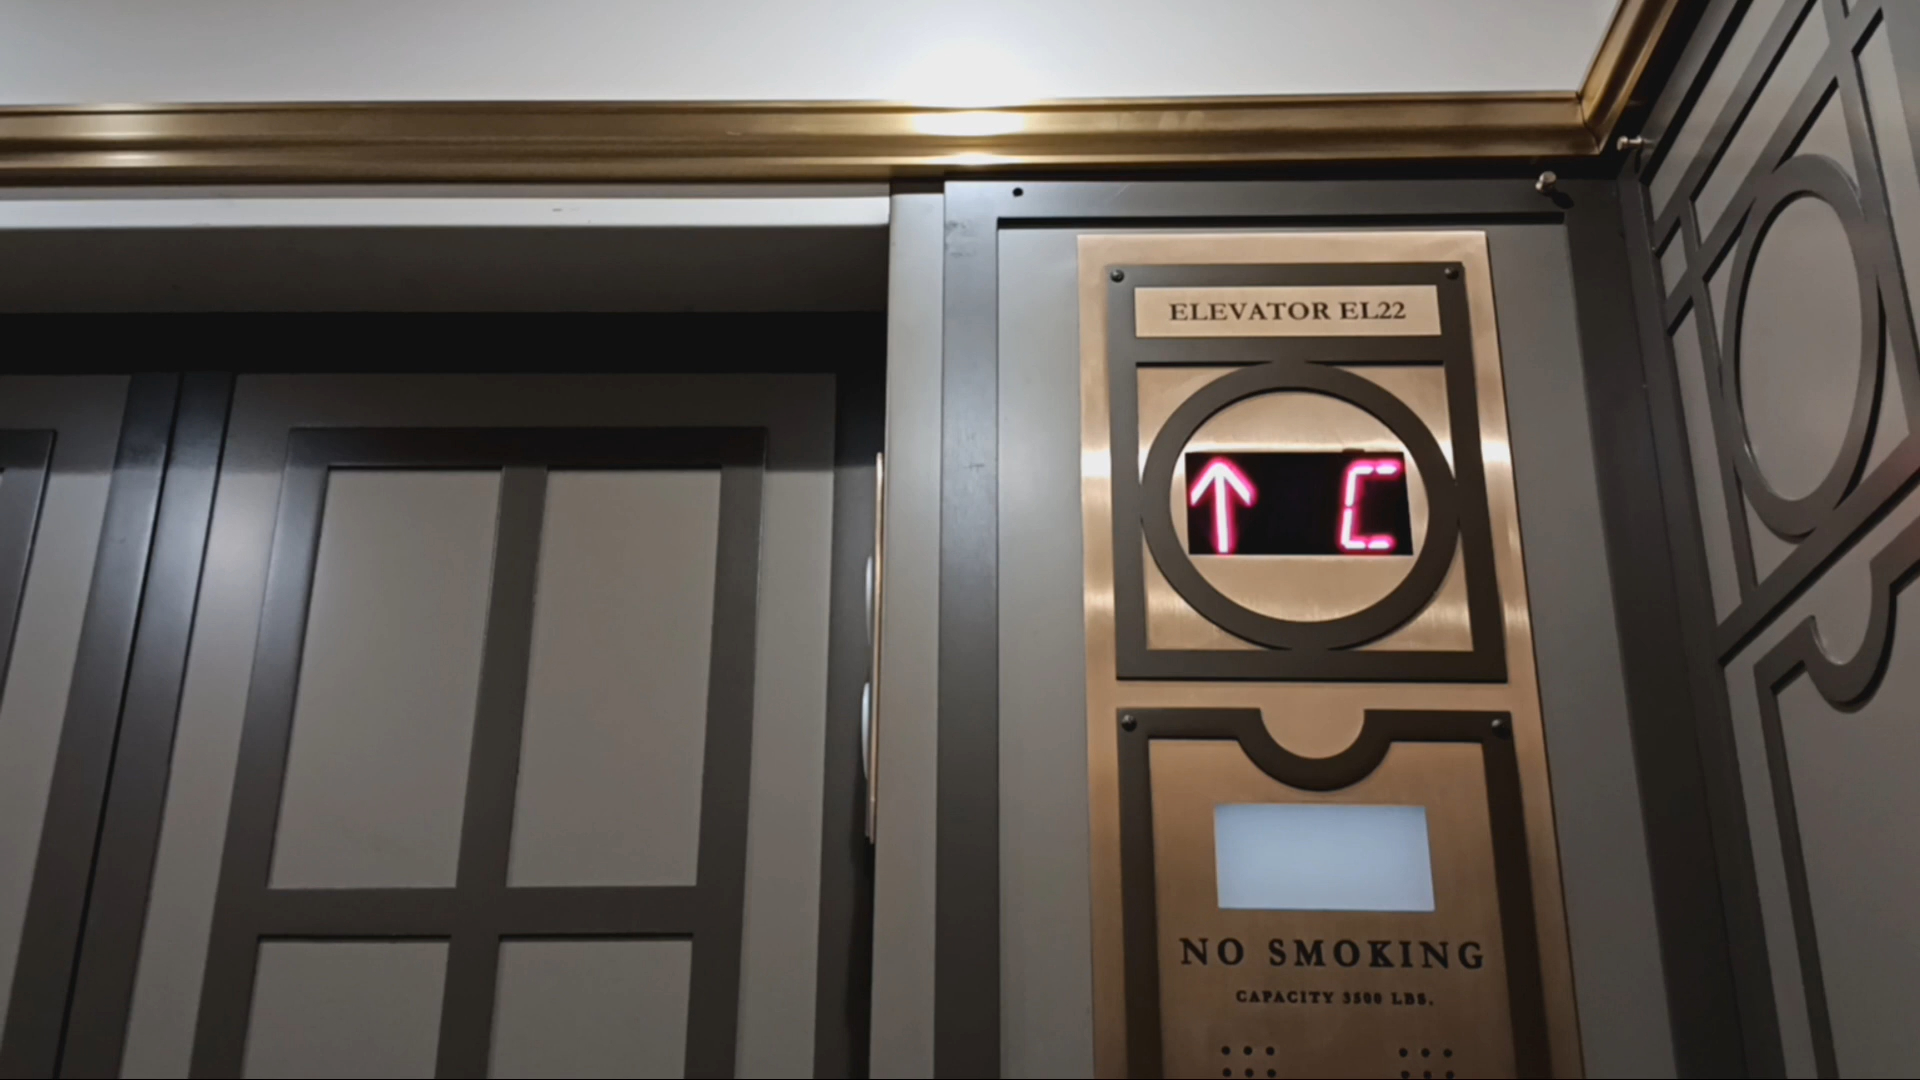 ELEVATOR EL22
↑ C
NO SMOKING
CAPACITY 3500 LBS.